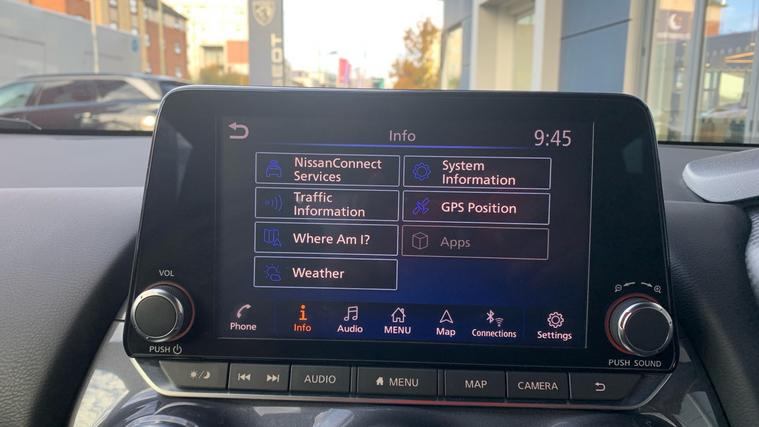 Info
9:45
NissanConnect
Services
System
Information
Traffic
Information
GPS Position
Where Am I?
Apps
Weather
VOL
PUSH
Phone
Info
Audio
MENU
Map
Connections
Settings
PUSH SOUND
AUDIO
MENU
MAP
CAMERA